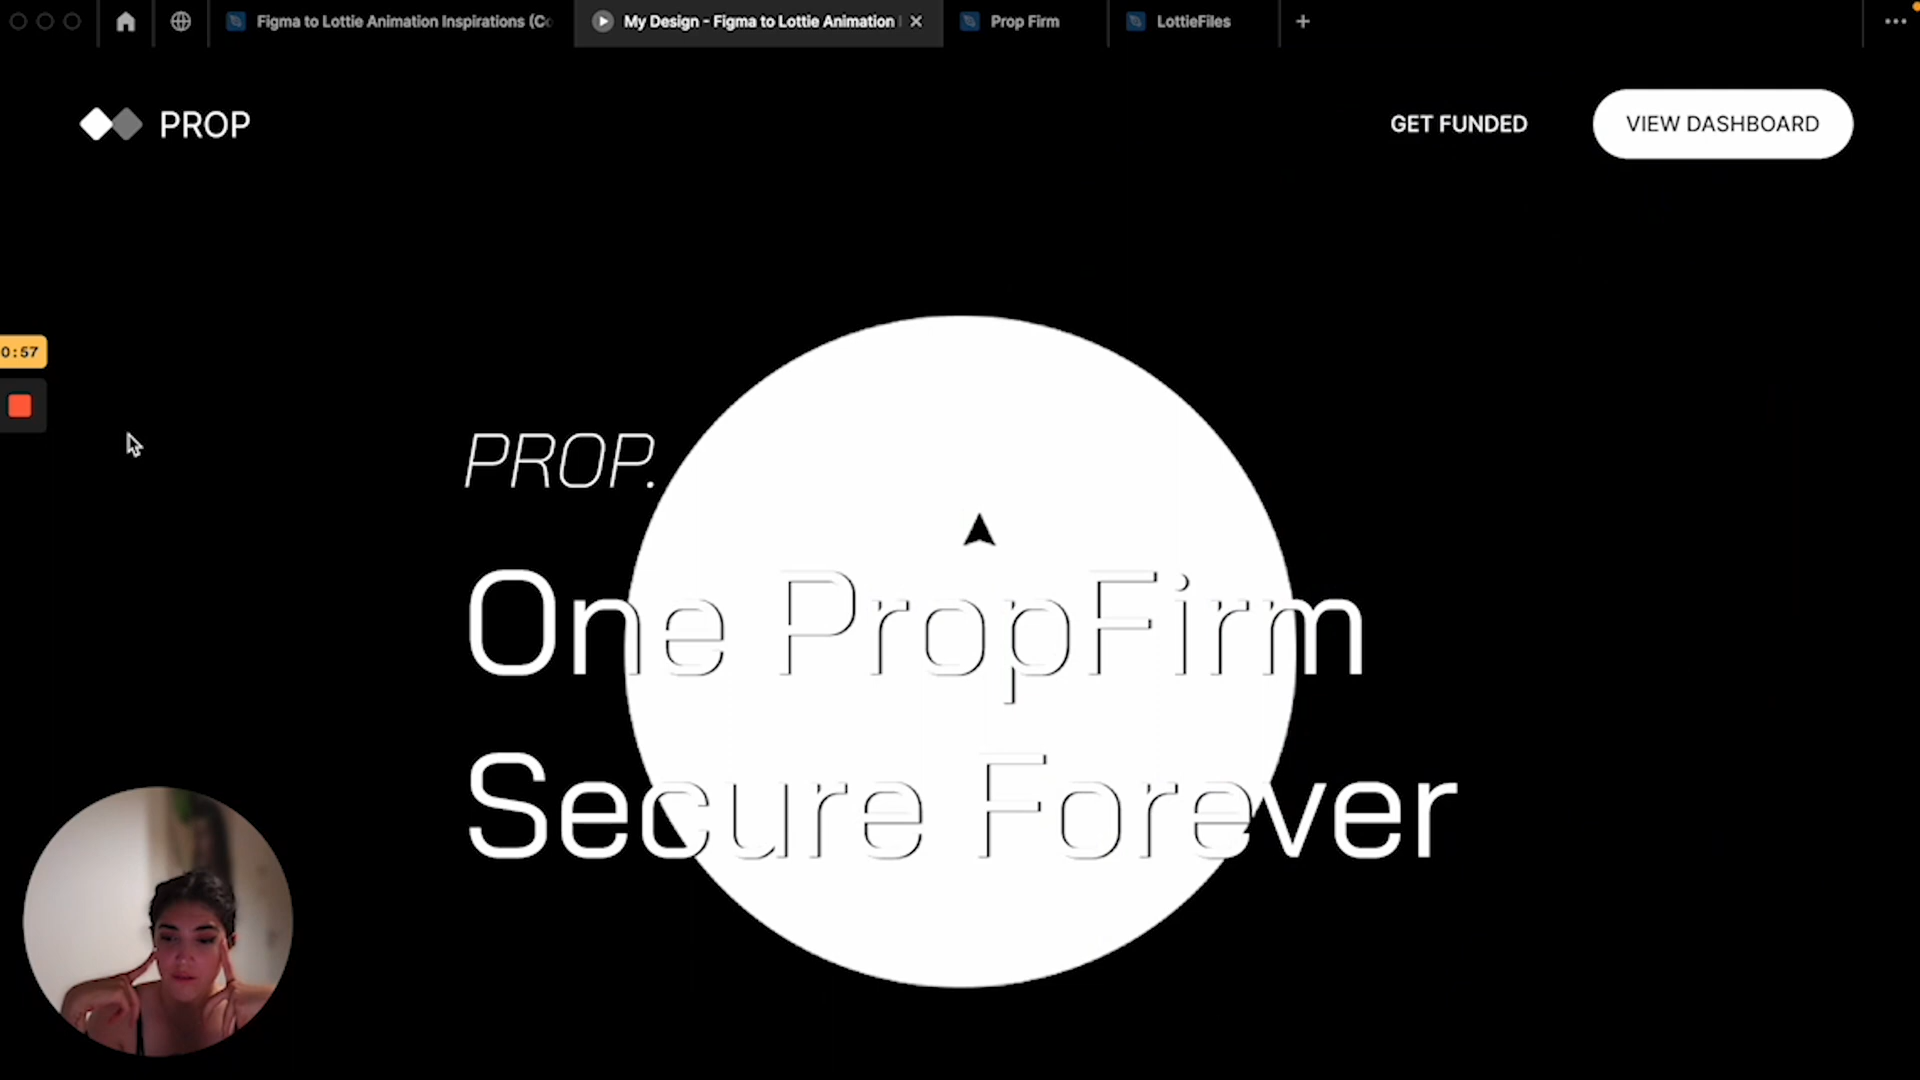 Figma to Lottie Animation Inspirations (Co
My Design - Figma to Lottie Animation
Prop Firm
LottieFiles
PROP
GET FUNDED
VIEW DASHBOARD
0:57
PROP.
One PropFirm
Secure Forever